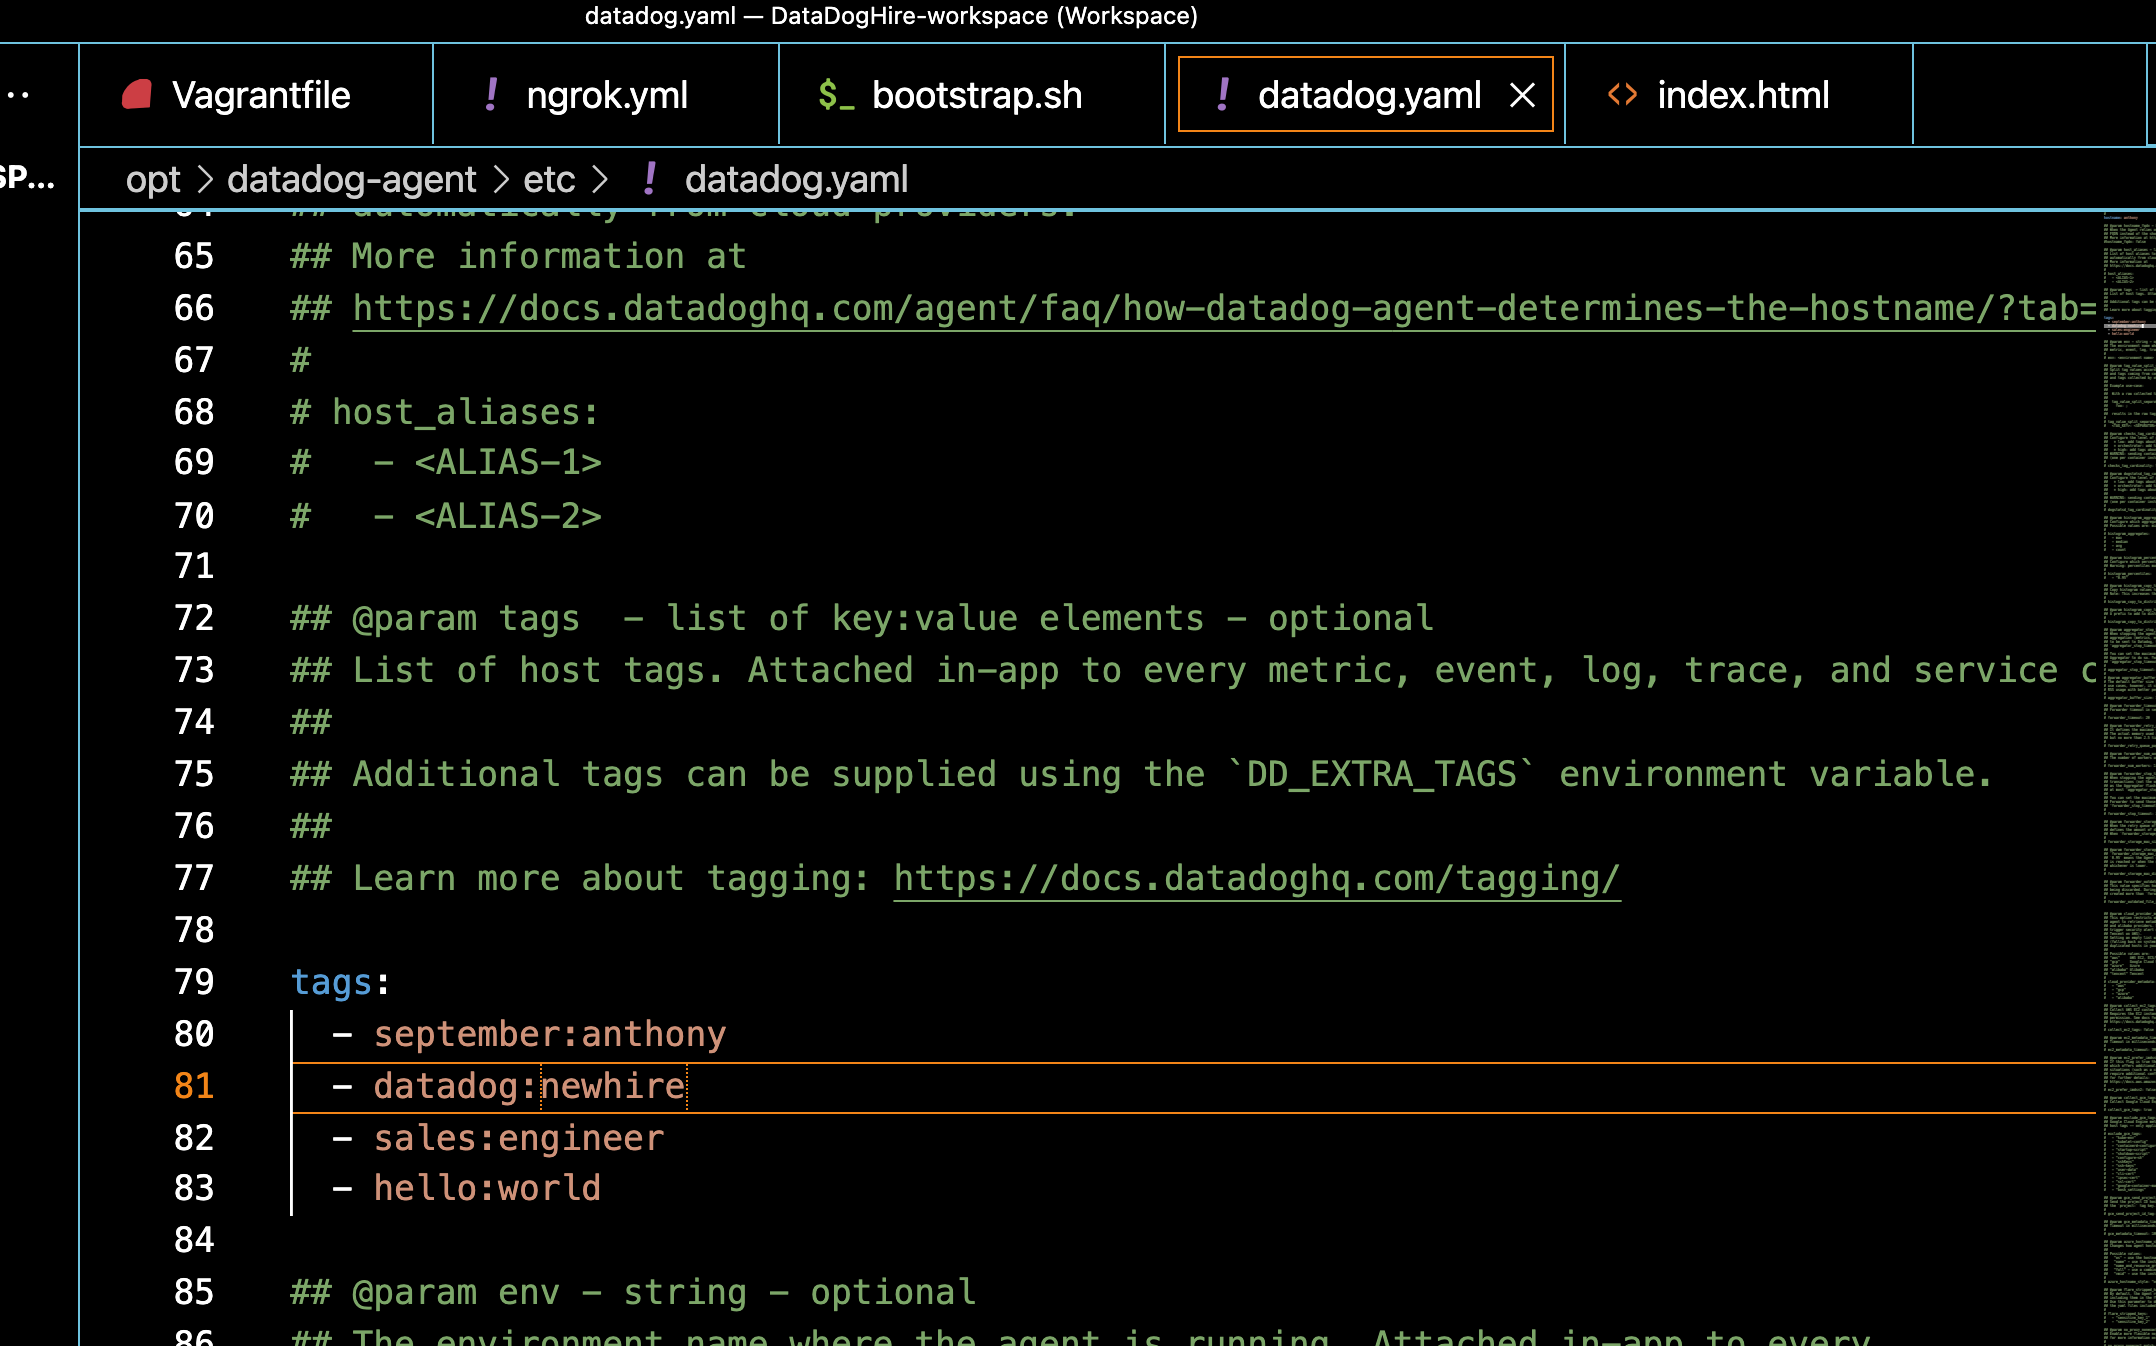 datadog.yaml — DataDogHire-workspace (Workspace)
Vagrantfile
! ngrok.yml
$_ bootstrap.sh
! datadog.yaml
<> index.html
SP...
opt > datadog-agent > etc > ! datadog.yaml
## automatically from cloud providers.
65 ## More information at
66 ## https://docs.datadoghq.com/agent/faq/how-datadog-agent-determines-the-hostname/?tab=
67 #
68 # host_aliases:
69 #   - <ALIAS-1>
70 #   - <ALIAS-2>
71
72 ## @param tags  - list of key:value elements - optional
73 ## List of host tags. Attached in-app to every metric, event, log, trace, and service c
74 ##
75 ## Additional tags can be supplied using the `DD_EXTRA_TAGS` environment variable.
76 ##
77 ## Learn more about tagging: https://docs.datadoghq.com/tagging/
78
79 tags:
80   - september:anthony
81   - datadog:newhire
82   - sales:engineer
83   - hello:world
84
85 ## @param env - string - optional
86 ## The environment name where the agent is running. Attached in-app to every